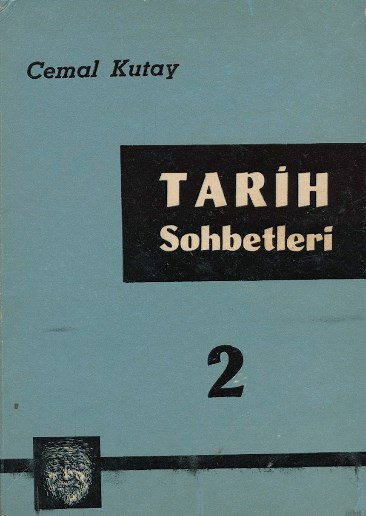 Cemal Kutay
TARİH
Sohbetleri
2